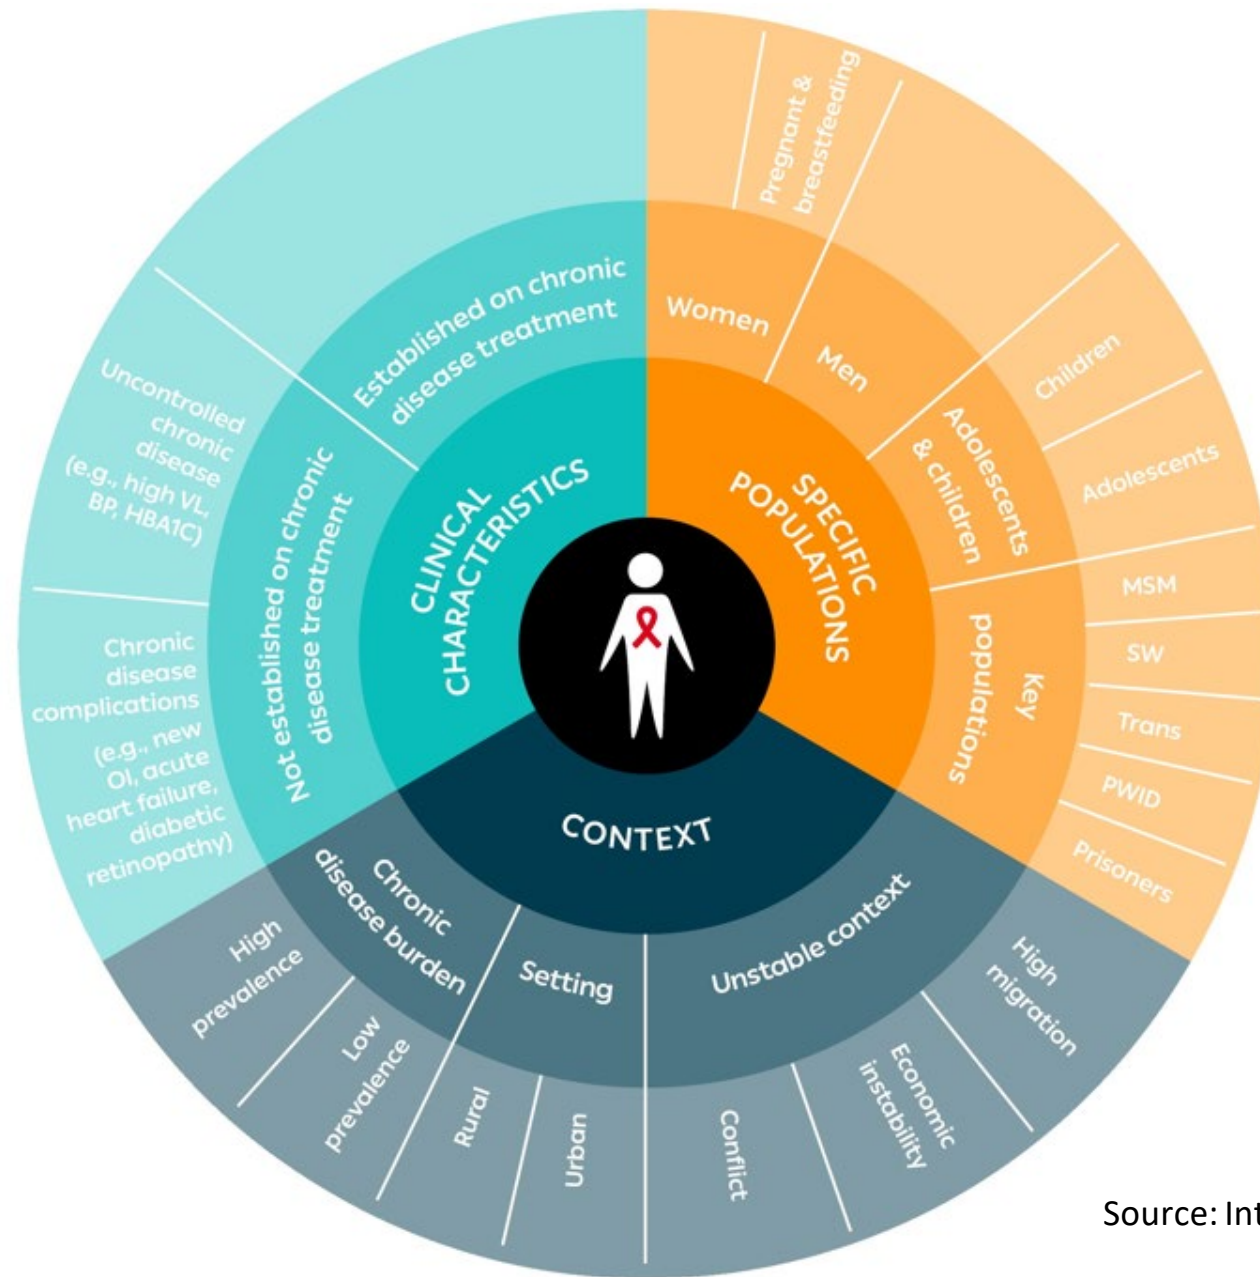 CLINICAL
CHARACTERISTICS
Established on chronic
disease treatment
Not established on chronic
disease treatment
Uncontrolled
chronic
disease
(e.g., high VL,
BP, HBA1C)
Chronic
disease
complications
(e.g., new
OI, acute
heart failure,
diabetic
retinopathy)
SPECIFIC
POPULATIONS
Women
Pregnant &
breastfeeding
Men
Adolescents
& children
Children
Adolescents
Key
populations
MSM
SW
Trans
PWID
Prisoners
CONTEXT
Chronic
disease burden
High
prevalence
Low
prevalence
Setting
Rural
Urban
Unstable context
Conflict
Economic
instability
High
migration
Source: Int